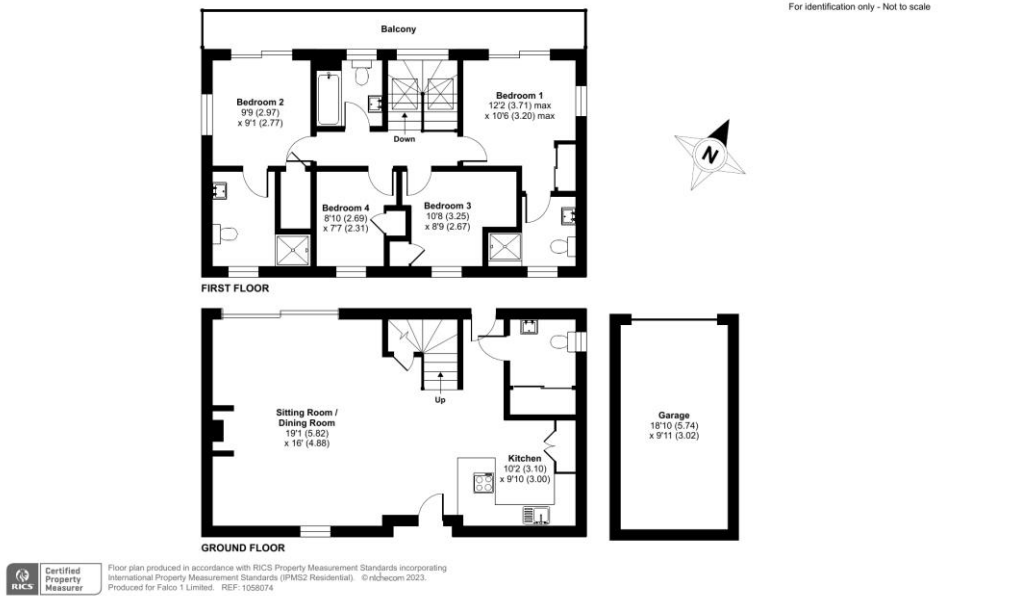 For identification only - Not to scale
Balcony
Bedroom 2
9'9 (2.97)
x 9'1 (2.77)
Bedroom 1
12'2 (3.71) max
x 10'6 (3.20) max
Down
Bedroom 4
8'10 (2.69)
x 7'7 (2.31)
Bedroom 3
10'8 (3.25)
x 8'9 (2.67)
N
FIRST FLOOR
Up
Sitting Room /
Dining Room
19'1 (5.82)
x 16' (4.88)
Kitchen
10'2 (3.10)
x 9'10 (3.00)
Garage
18'10 (5.74)
x 9'11 (3.02)
GROUND FLOOR
RICS
Certified
Property
Measurer
Floor plan produced in accordance with RICS Property Measurement Standards incorporating
International Property Measurement Standards (IPMS2 Residential). © nichecom 2023.
Produced for Falco 1 Limited. REF: 1058074